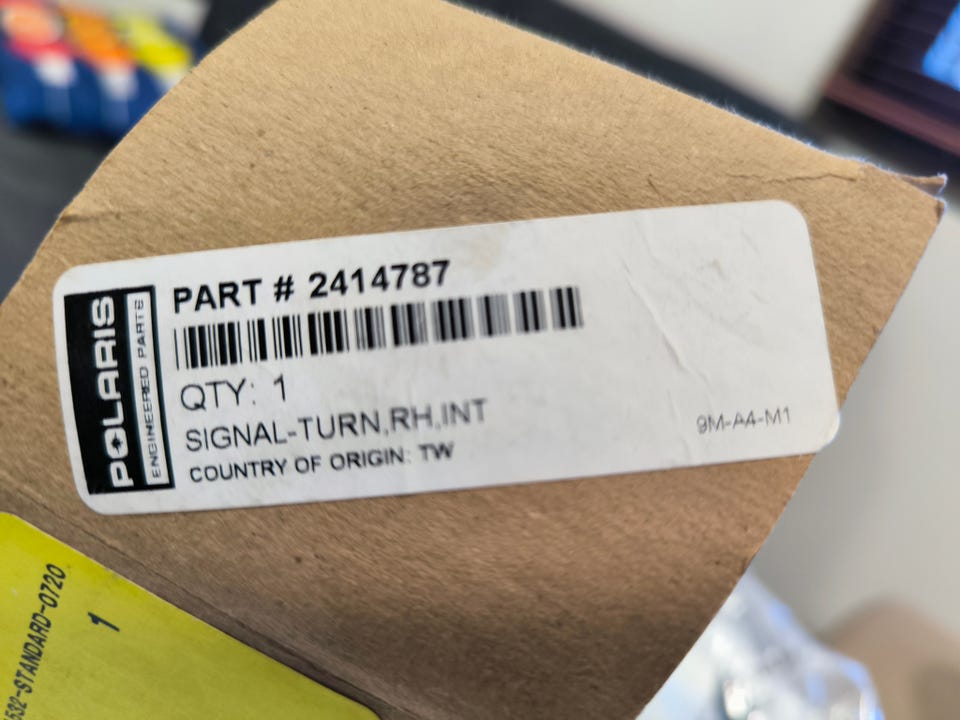 POLARIS
ENGINEERED PARTS
PART # 2414787
QTY: 1
SIGNAL-TURN,RH,INT
COUNTRY OF ORIGIN: TW
9M-A4-M1
532-STANDARD-0720
1